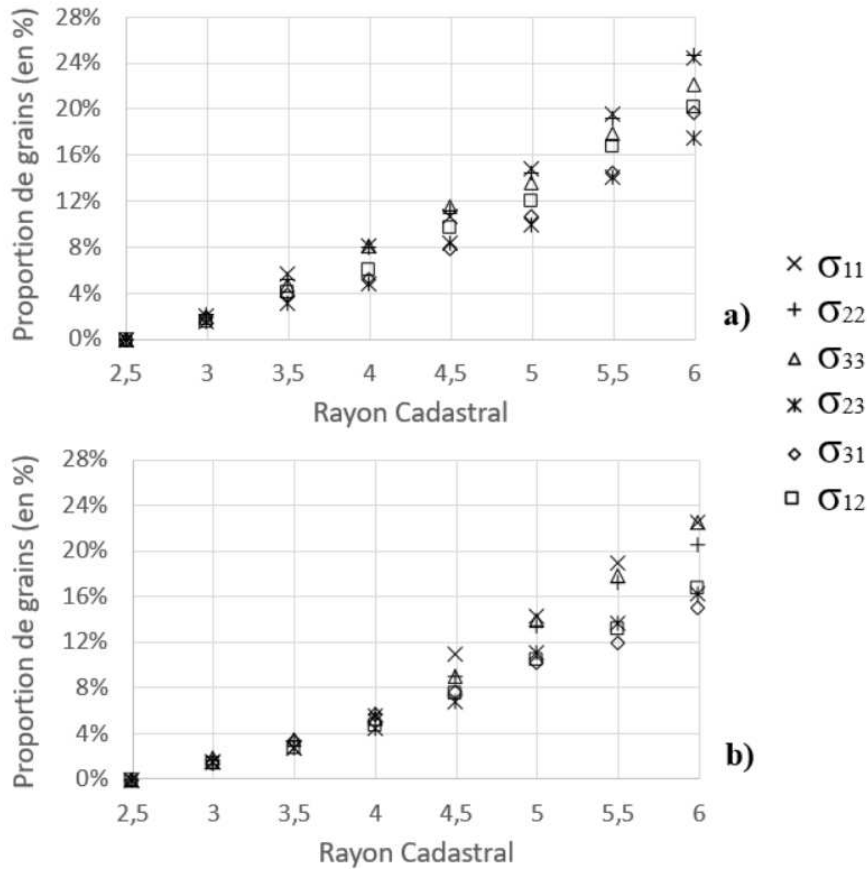 Proportion de grains (en %)
28%
24%
20%
16%
12%
8%
4%
0%
2,5 3 3,5 4 4,5 5 5,5 6
Rayon Cadastral
a)
σ11
σ22
σ33
σ23
σ31
σ12
Proportion de grains (en %)
28%
24%
20%
16%
12%
8%
4%
0%
2,5 3 3,5 4 4,5 5 5,5 6
Rayon Cadastral
b)